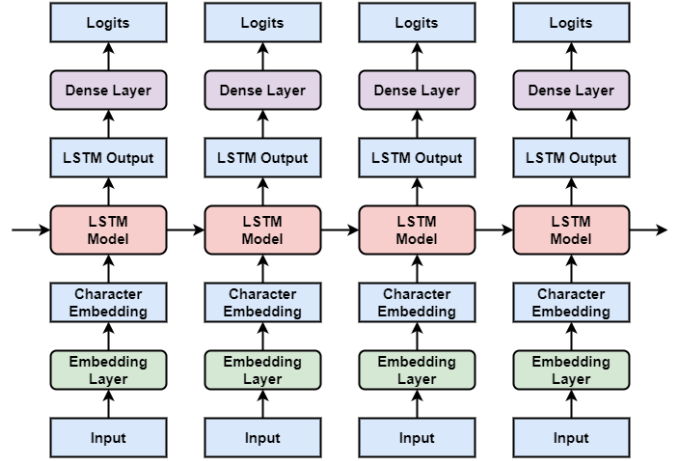 Logits
Logits
Logits
Logits
Dense Layer
Dense Layer
Dense Layer
Dense Layer
LSTM Output
LSTM Output
LSTM Output
LSTM Output
LSTM
Model
LSTM
Model
LSTM
Model
LSTM
Model
Character
Embedding
Character
Embedding
Character
Embedding
Character
Embedding
Embedding
Layer
Embedding
Layer
Embedding
Layer
Embedding
Layer
Input
Input
Input
Input